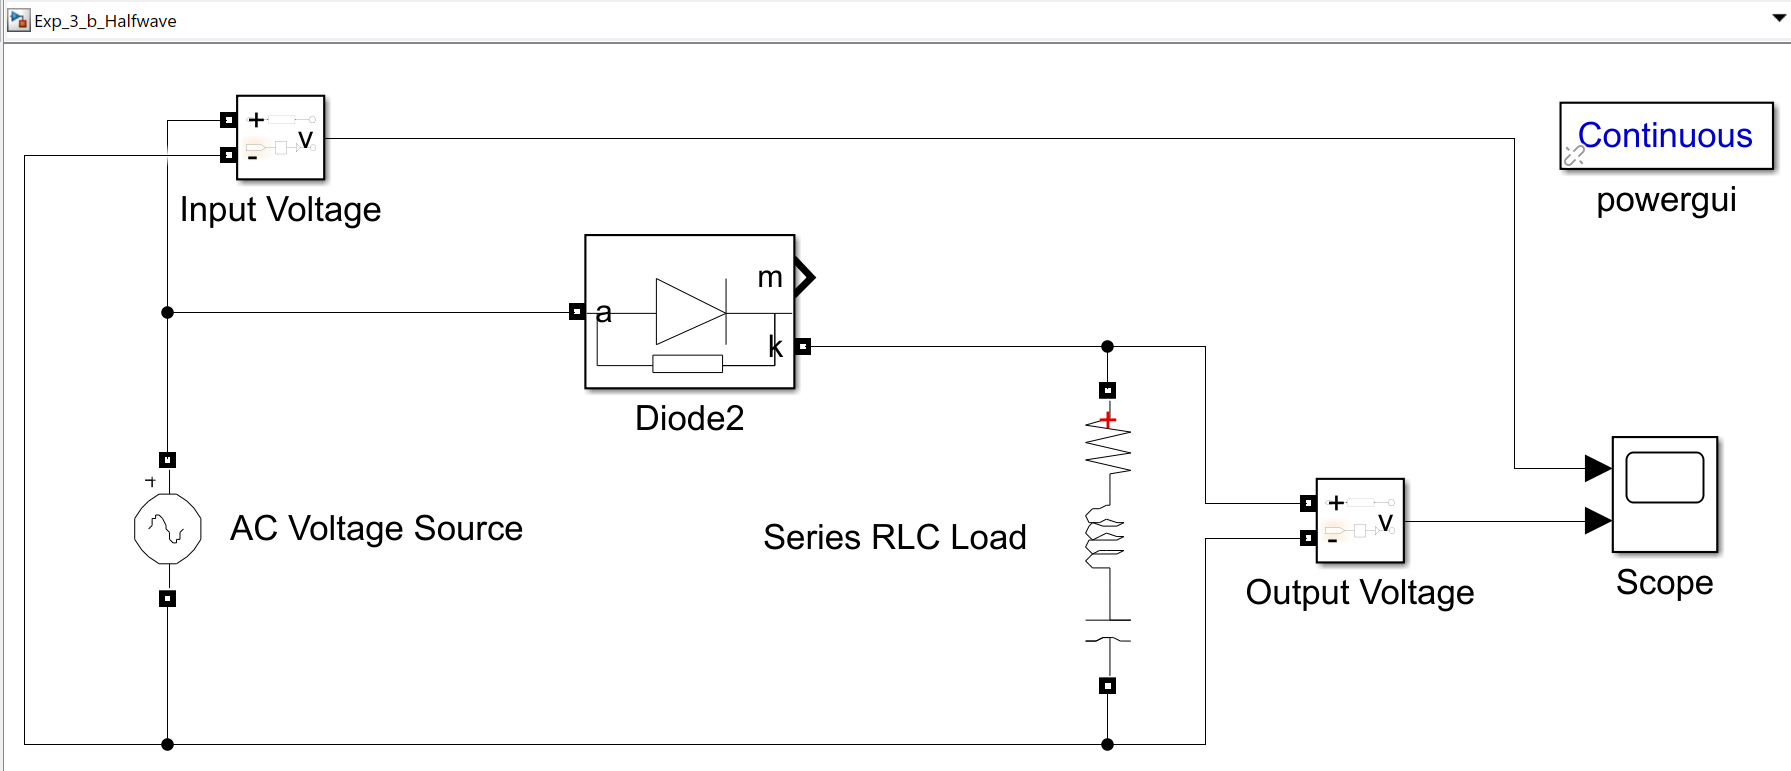 Exp_3_b_Halfwave
+
v
-
Input Voltage
Continuous
powergui
m
a
k
Diode2
+
+
AC Voltage Source
Series RLC Load
+
v
-
Output Voltage
Scope